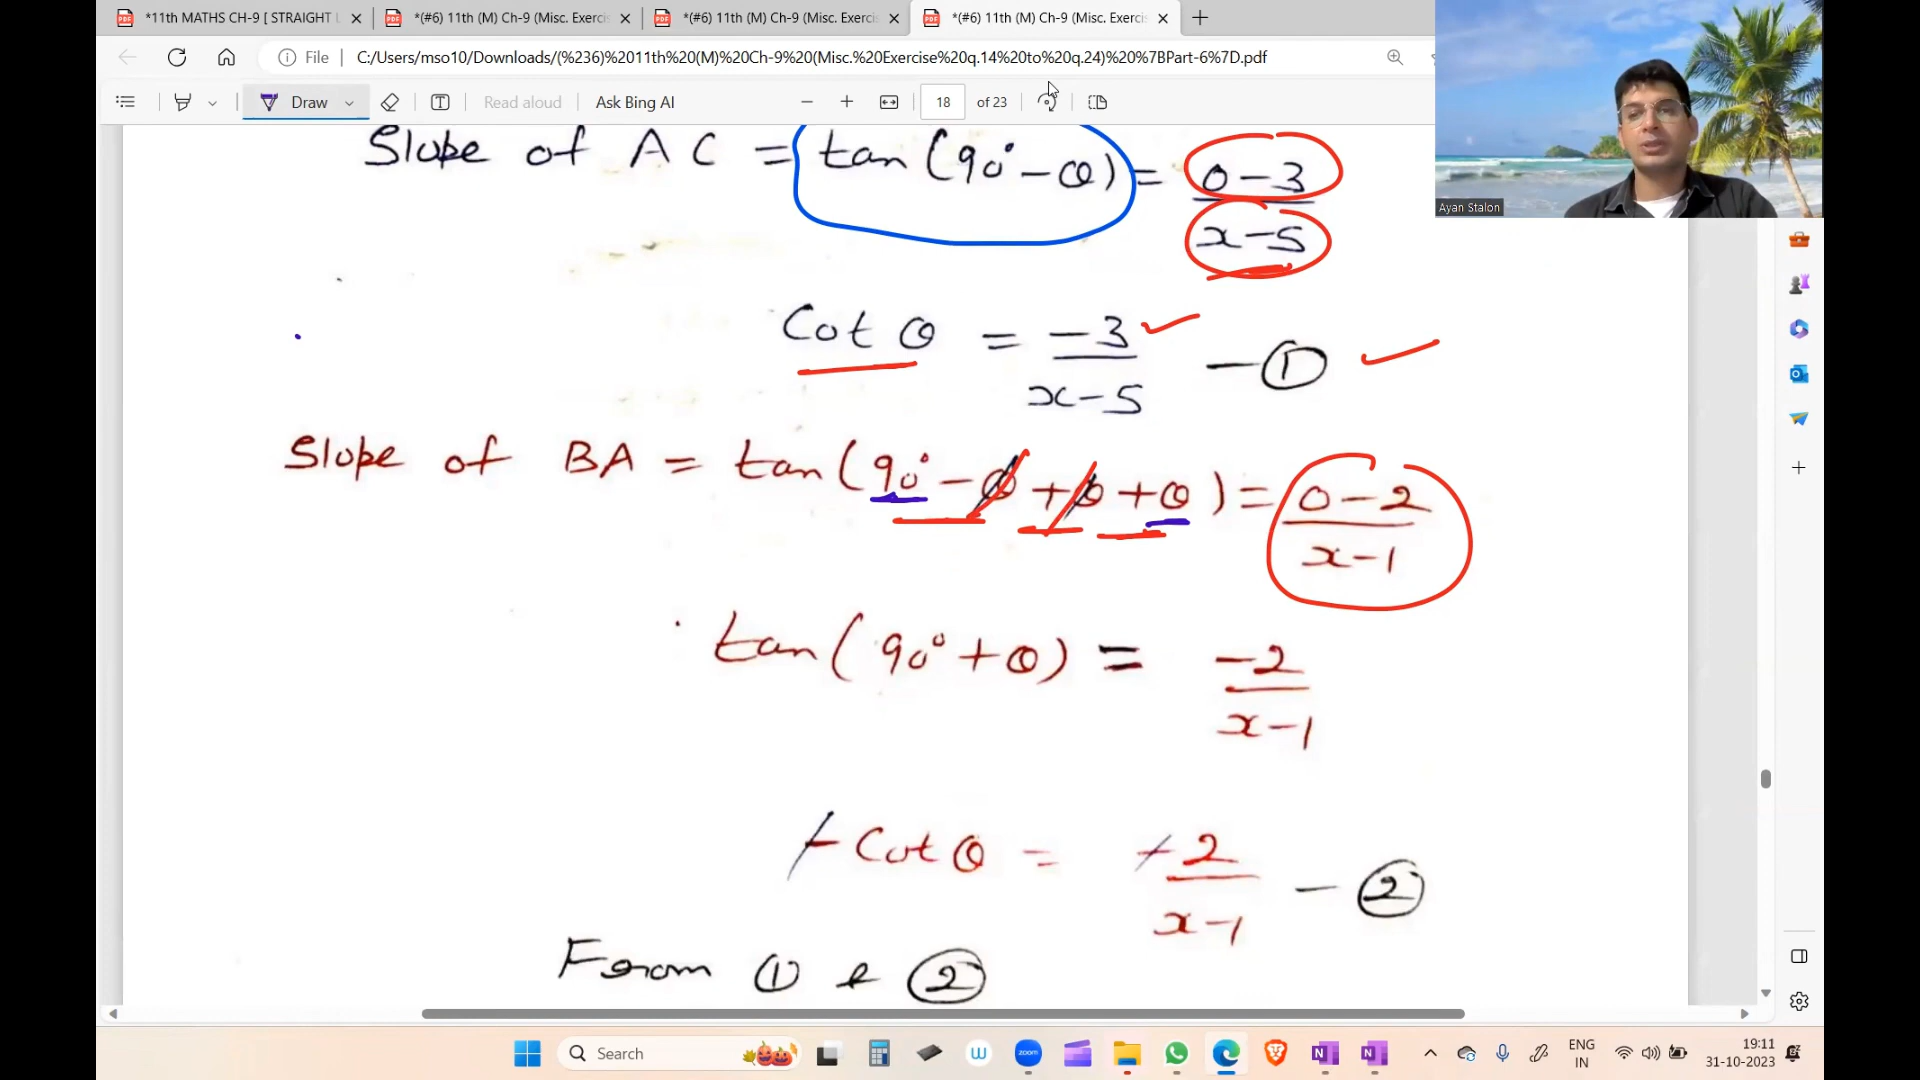 *11th MATHS CH-9 [ STRAIGHT L
*(#6) 11th (M) Ch-9 (Misc. Exercis
*(#6) 11th (M) Ch-9 (Misc. Exercis
*(#6) 11th (M) Ch-9 (Misc. Exercis
File
C:/Users/mso10/Downloads/(%236)%2011th%20(M)%20Ch-9%20(Misc.%20Exercise%20q.14%20to%20q.24)%20%7BPart-6%7D.pdf
Draw
Read aloud
Ask Bing AI
18 of 23
Ayan Stalon
Slope of AC = tan(90° - θ) = 0-3/x-5
Cot θ = -3/x-5 - ①
Slope of BA = tan(90° - θ + θ + θ) = 0-2/x-1
tan(90° + θ) = -2/x-1
- Cot θ = -2/x-1 - ②
From ① & ②
Search
W
zoom
N
N
ENG
IN
19:11
31-10-2023